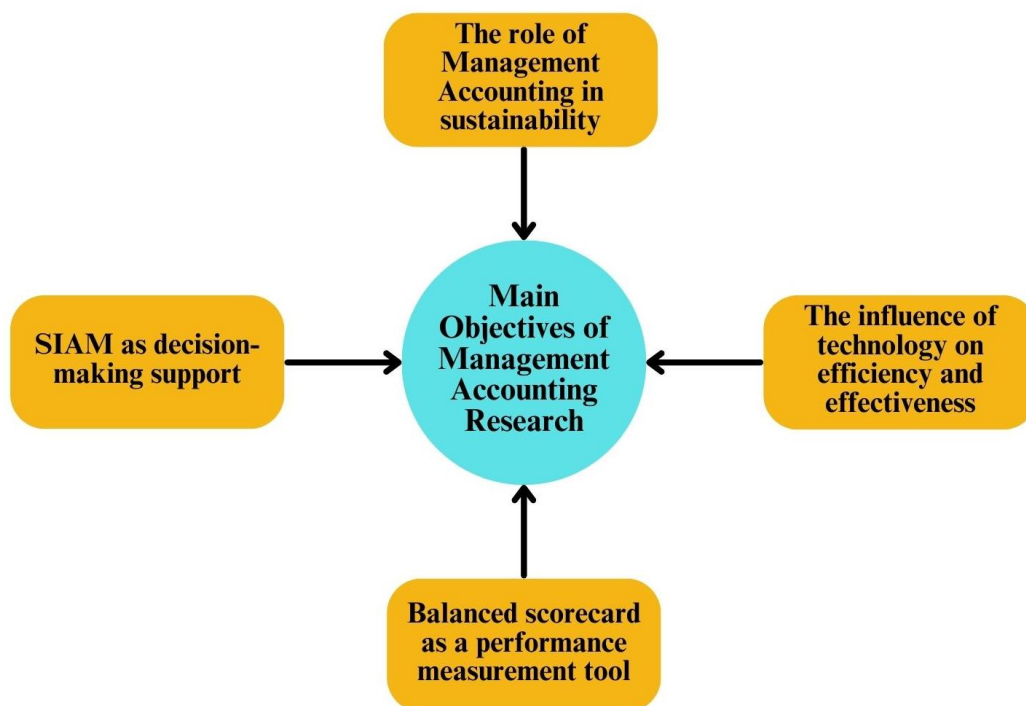 The role of
Management
Accounting in
sustainability
SIAM as decision-
making support
Main
Objectives of
Management
Accounting
Research
The influence of
technology on
efficiency and
effectiveness
Balanced scorecard
as a performance
measurement tool